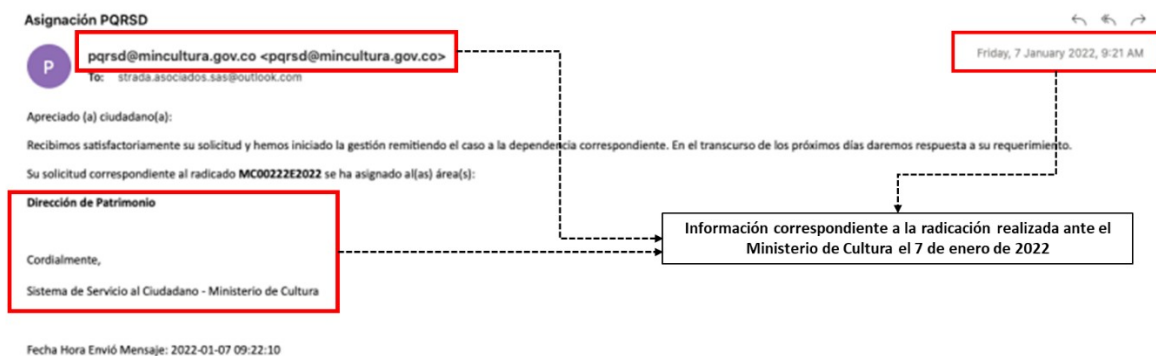 Asignación PQRSD
P
pqrsd@mincultura.gov.co <pqrsd@mincultura.gov.co>
Friday, 7 January 2022, 9:21 AM
To: strada.asociados.sas@outlook.com
Apreciado (a) ciudadano(a):
Recibimos satisfactoriamente su solicitud y hemos iniciado la gestión remitiendo el caso a la dependencia correspondiente. En el transcurso de los próximos días daremos respuesta a su requerimiento.
Su solicitud correspondiente al radicado MC00222E2022 se ha asignado al(as) área(s):
Dirección de Patrimonio
Información correspondiente a la radicación realizada ante el
Ministerio de Cultura el 7 de enero de 2022
Cordialmente,
Sistema de Servicio al Ciudadano - Ministerio de Cultura
Fecha Hora Envió Mensaje: 2022-01-07 09:22:10